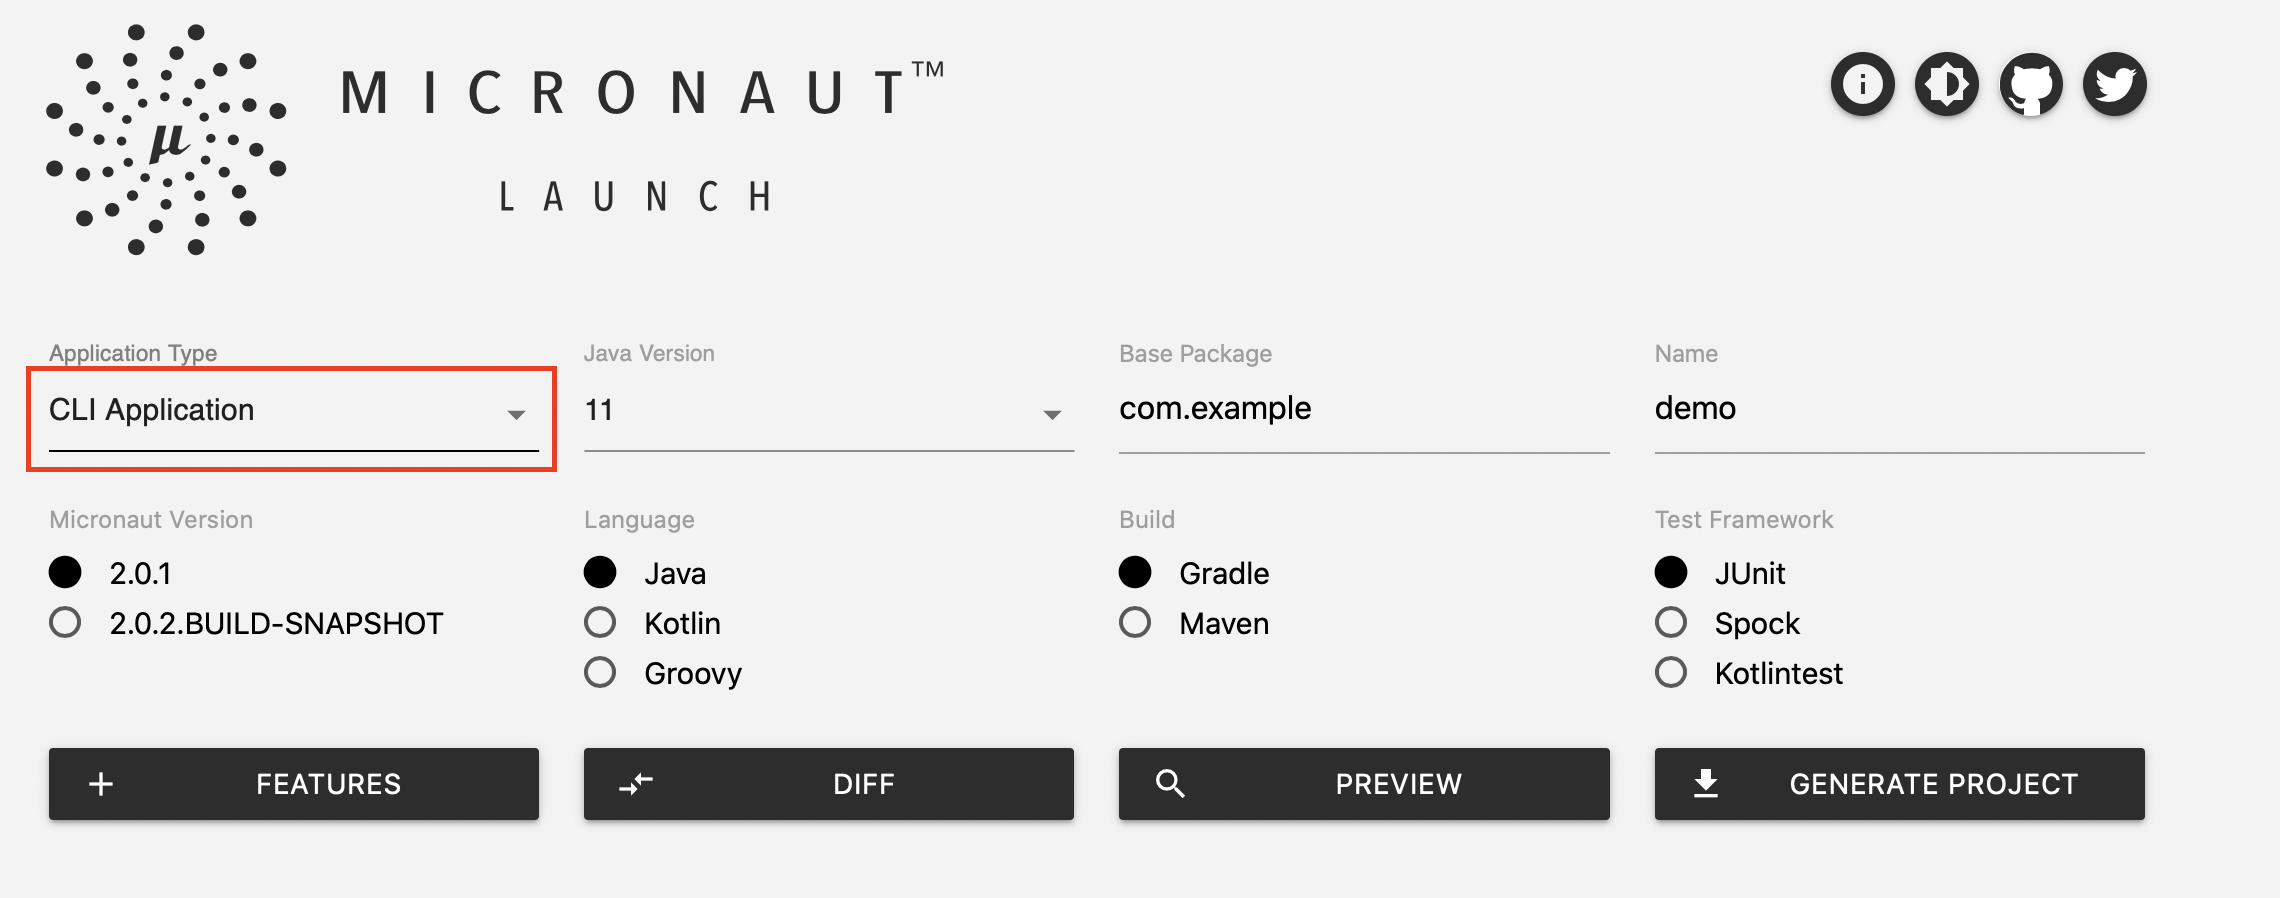 µ
MICRONAUT™
LAUNCH
Application Type
CLI Application
Java Version
11
Base Package
com.example
Name
demo
Micronaut Version
2.0.1
2.0.2.BUILD-SNAPSHOT
Language
Java
Kotlin
Groovy
Build
Gradle
Maven
Test Framework
JUnit
Spock
Kotlintest
FEATURES
DIFF
PREVIEW
GENERATE PROJECT